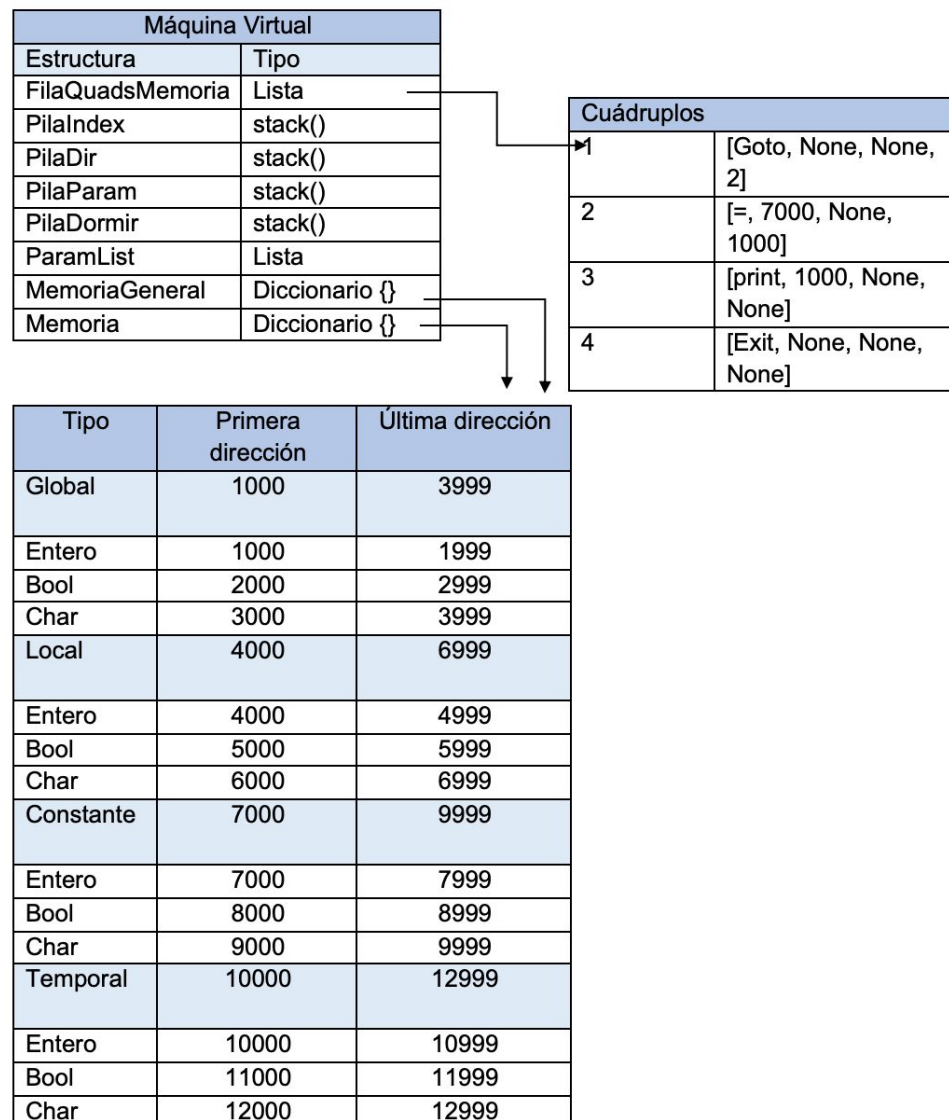 Máquina Virtual
Estructura Tipo
FilaQuadsMemoria Lista
PilaIndex stack()
PilaDir stack()
PilaParam stack()
PilaDormir stack()
ParamList Lista
MemoriaGeneral Diccionario {}
Memoria Diccionario {}
Cuádruplos
1 [Goto, None, None,
2]
2 [=, 7000, None,
1000]
3 [print, 1000, None,
None]
4 [Exit, None, None,
None]
Tipo Primera Última dirección
dirección
Global 1000 3999
Entero 1000 1999
Bool 2000 2999
Char 3000 3999
Local 4000 6999
Entero 4000 4999
Bool 5000 5999
Char 6000 6999
Constante 7000 9999
Entero 7000 7999
Bool 8000 8999
Char 9000 9999
Temporal 10000 12999
Entero 10000 10999
Bool 11000 11999
Char 12000 12999